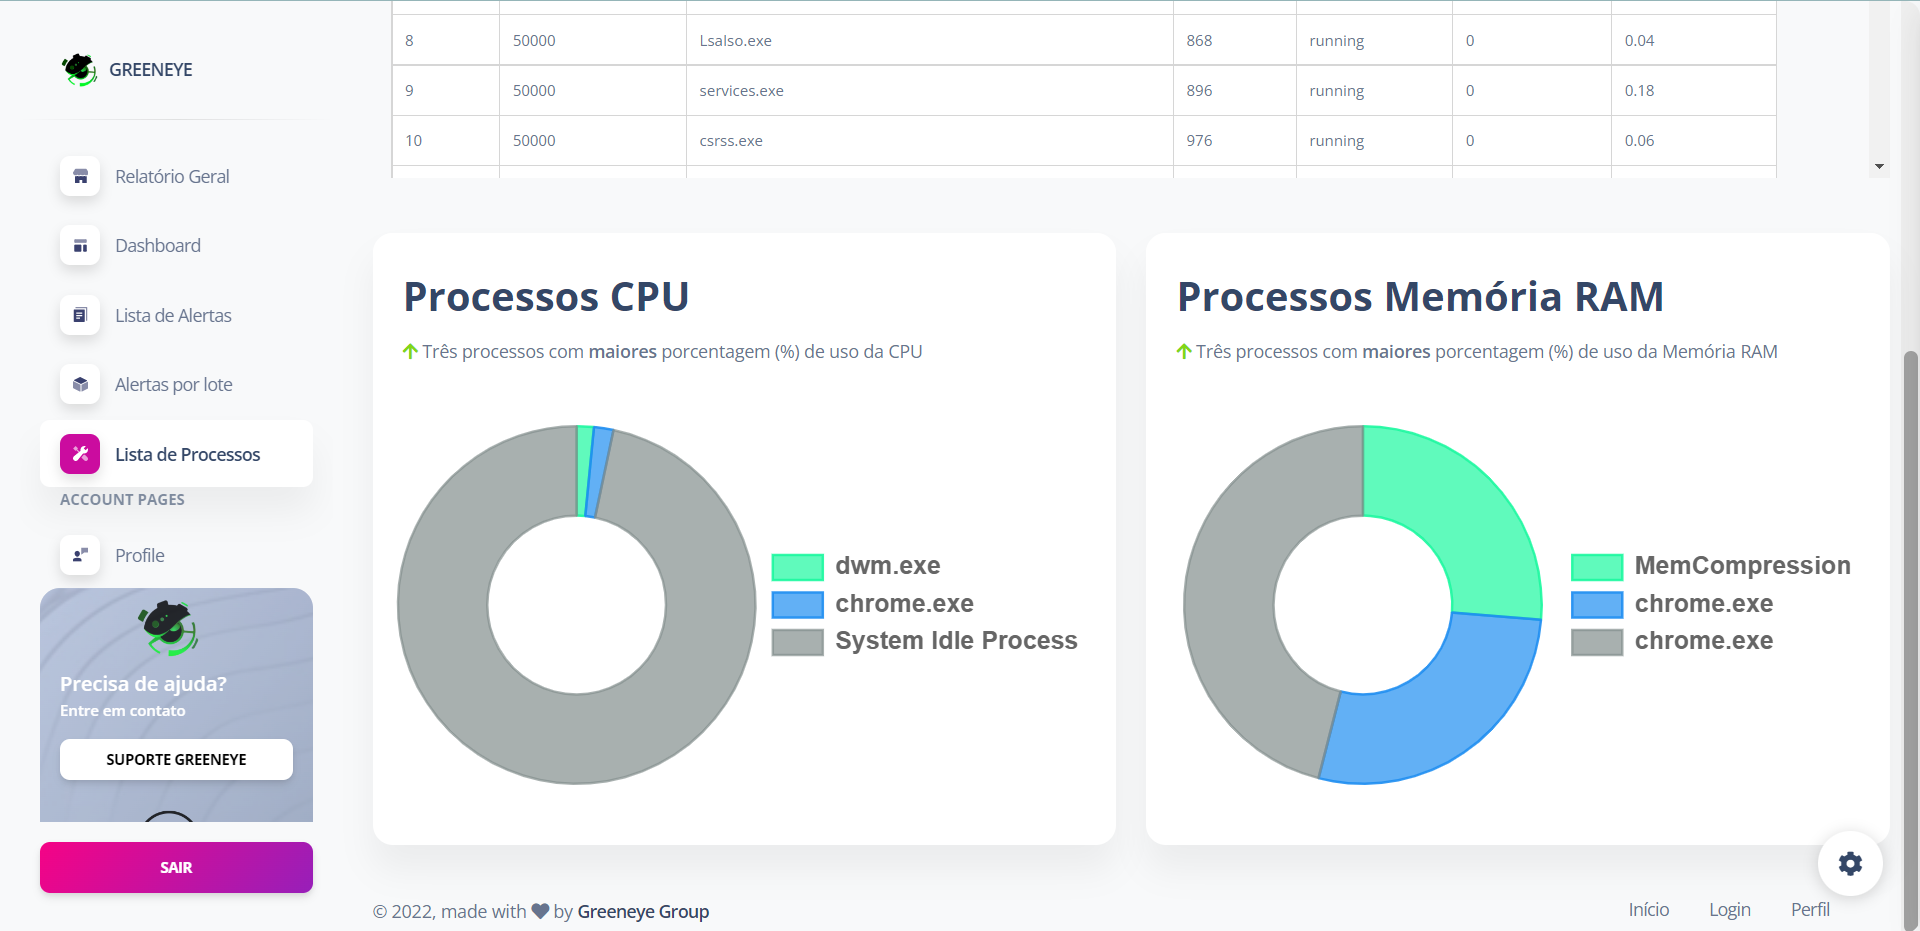 GREENEYE
Relatório Geral
Dashboard
Lista de Alertas
Alertas por lote
Lista de Processos
ACCOUNT PAGES
Profile
Precisa de ajuda?
Entre em contato
SUPORTE GREENEYE
SAIR
8 50000 Lsalso.exe 868 running 0 0.04
9 50000 services.exe 896 running 0 0.18
10 50000 csrss.exe 976 running 0 0.06
Processos CPU
Três processos com maiores porcentagem (%) de uso da CPU
dwm.exe
chrome.exe
System Idle Process
Processos Memória RAM
Três processos com maiores porcentagem (%) de uso da Memória RAM
MemCompression
chrome.exe
chrome.exe
© 2022, made with by Greeneye Group
Início Login Perfil